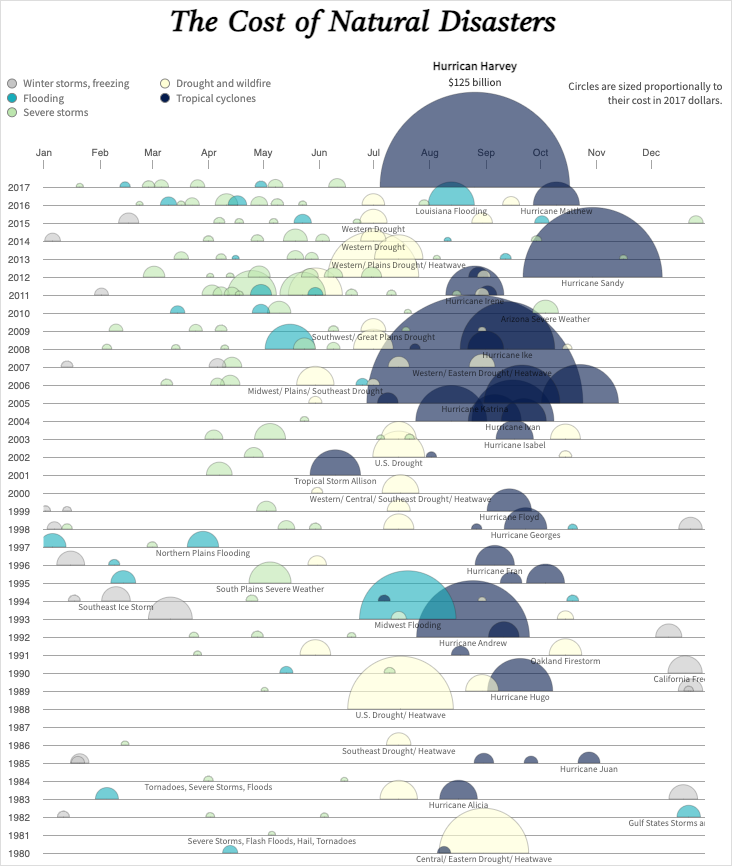 The Cost of Natural Disasters
Hurrican Harvey
$125 billion
Winter storms, freezing
Drought and wildfire
Flooding
Tropical cyclones
Severe storms
Circles are sized proportionally to
their cost in 2017 dollars.
Jan Feb Mar Apr May Jun Jul Aug Sep Oct Nov Dec
2017
2016
Louisiana Flooding
Hurricane Matthew
2015
Western Drought
2014
Western Drought
2013
Western/ Plains Drought/ Heatwave
2012
Hurricane Sandy
2011
Hurricane Irene
2010
Arizona Severe Weather
2009
Southwest/ Great Plains Drought
2008
Hurricane Ike
2007
Western/ Eastern Drought/ Heatwave
2006
Midwest/ Plains/ Southeast Drought
2005
Hurricane Katrina
2004
Hurricane Ivan
2003
Hurricane Isabel
2002
U.S. Drought
2001
Tropical Storm Allison
2000
Western/ Central/ Southeast Drought/ Heatwave
1999
Hurricane Floyd
1998
Hurricane Georges
1997
Northern Plains Flooding
1996
Hurricane Fran
1995
South Plains Severe Weather
1994
Southeast Ice Storm
1993
Midwest Flooding
1992
Hurricane Andrew
1991
Oakland Firestorm
1990
California Fre
1989
Hurricane Hugo
1988
U.S. Drought/ Heatwave
1987
1986
Southeast Drought/ Heatwave
1985
Hurricane Juan
1984
Tornadoes, Severe Storms, Floods
1983
Hurricane Alicia
1982
Gulf States Storms a
1981
Severe Storms, Flash Floods, Hail, Tornadoes
1980
Central/ Eastern Drought/ Heatwave